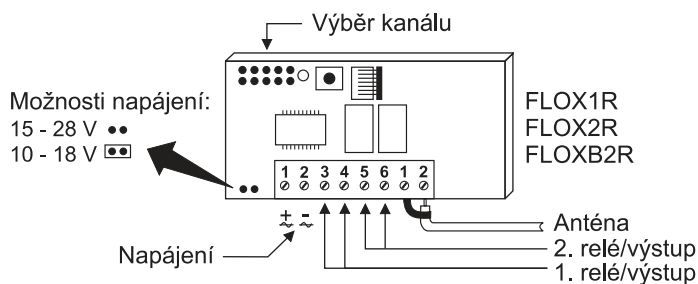 Výběr kanálu
Možnosti napájení:
15 - 28 V
10 - 18 V
FLOX1R
FLOX2R
FLOXB2R
1 2 3 4 5 6 1 2
+ -
Anténa
Napájení
2. relé/výstup
1. relé/výstup